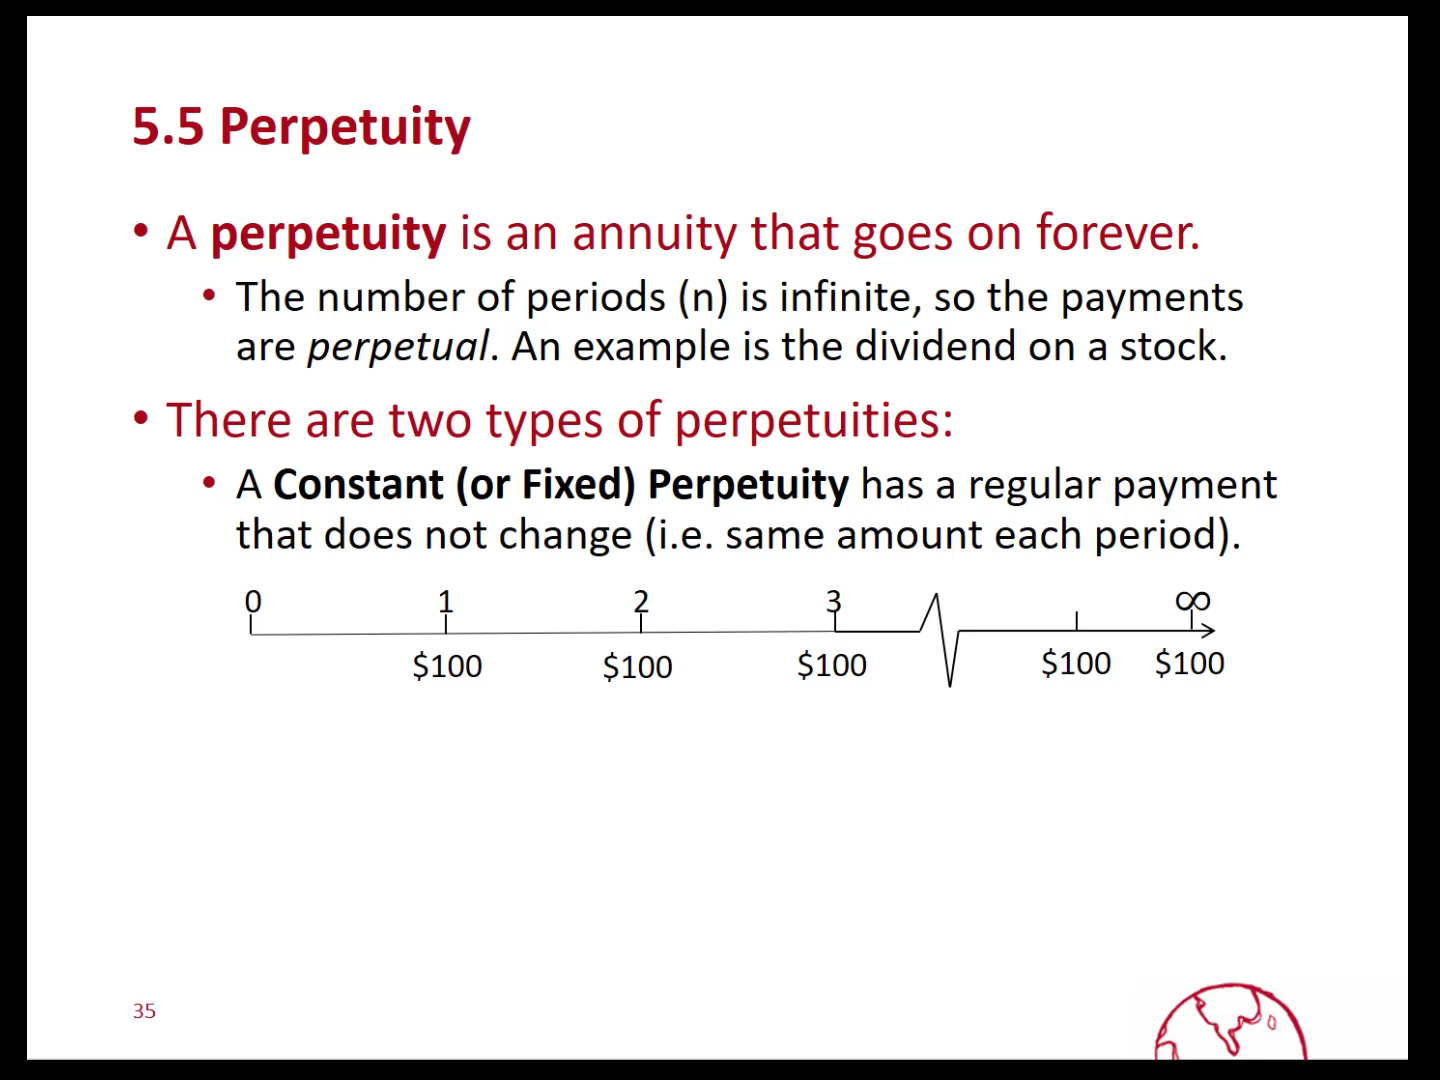 5.5 Perpetuity
• A perpetuity is an annuity that goes on forever.
• The number of periods (n) is infinite, so the payments
are perpetual. An example is the dividend on a stock.
• There are two types of perpetuities:
• A Constant (or Fixed) Perpetuity has a regular payment
that does not change (i.e. same amount each period).
0 1 2 3 ∞
$100 $100 $100 $100 $100
35